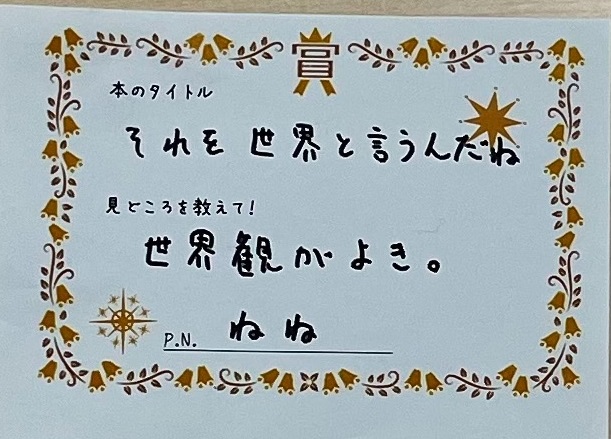 賞
本のタイトル
それを世界と言うんだね
見どころを教えて!
世界観がよき。
P.N. ねね